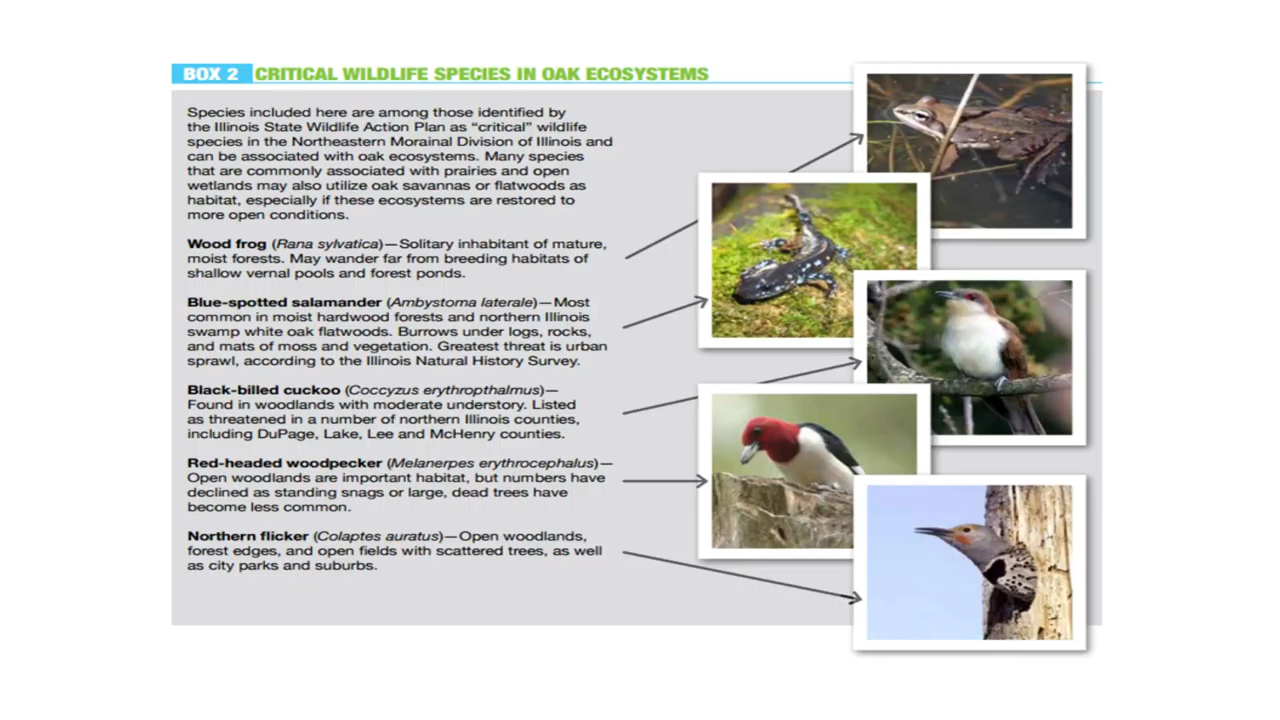 BOX 2 CRITICAL WILDLIFE SPECIES IN OAK ECOSYSTEMS
Species included here are among those identified by
the Illinois State Wildlife Action Plan as “critical” wildlife
species in the Northeastern Morainal Division of Illinois and
can be associated with oak ecosystems. Many species
that are commonly associated with prairies and open
wetlands may also utilize oak savannas or flatwoods as
habitat, especially if these ecosystems are restored to
more open conditions.
Wood frog (Rana sylvatica)—Solitary inhabitant of mature,
moist forests. May wander far from breeding habitats of
shallow vernal pools and forest ponds.
Blue-spotted salamander (Ambystoma laterale)—Most
common in moist hardwood forests and northern Illinois
swamp white oak flatwoods. Burrows under logs, rocks,
and mats of moss and vegetation. Greatest threat is urban
sprawl, according to the Illinois Natural History Survey.
Black-billed cuckoo (Coccyzus erythropthalmus)—
Found in woodlands with moderate understory. Listed
as threatened in a number of northern Illinois counties,
including DuPage, Lake, Lee and McHenry counties.
Red-headed woodpecker (Melanerpes erythrocephalus)—
Open woodlands are important habitat, but numbers have
declined as standing snags or large, dead trees have
become less common.
Northern flicker (Colaptes auratus)—Open woodlands,
forest edges, and open fields with scattered trees, as well
as city parks and suburbs.